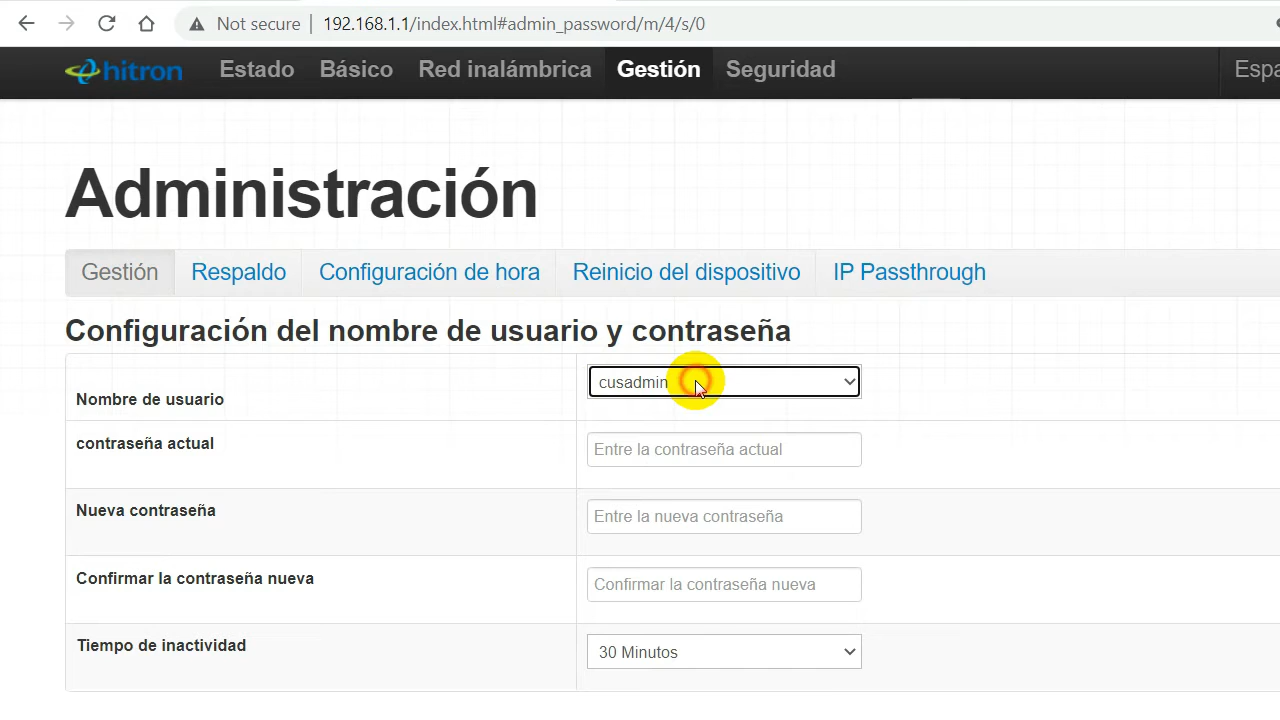 Not secure | 192.168.1.1/index.html#admin_password/m/4/s/0
hitron Estado Básico Red inalámbrica Gestión Seguridad Espa
Administración
Gestión Respaldo Configuración de hora Reinicio del dispositivo IP Passthrough
Configuración del nombre de usuario y contraseña
Nombre de usuario cusadmin
contraseña actual Entre la contraseña actual
Nueva contraseña Entre la nueva contraseña
Confirmar la contraseña nueva Confirmar la contraseña nueva
Tiempo de inactividad 30 Minutos